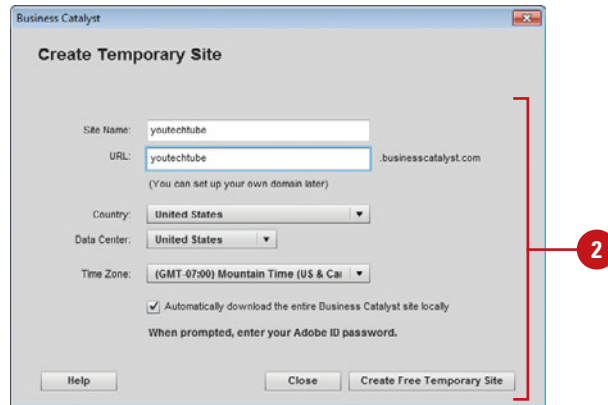 Business Catalyst
Create Temporary Site
Site Name: youtechtube
URL: youtechtube .businesscatalyst.com
(You can set up your own domain later)
Country: United States
Data Center: United States
Time Zone: (GMT-07:00) Mountain Time (US & Ca
Automatically download the entire Business Catalyst site locally
When prompted, enter your Adobe ID password.
Help Close Create Free Temporary Site
2